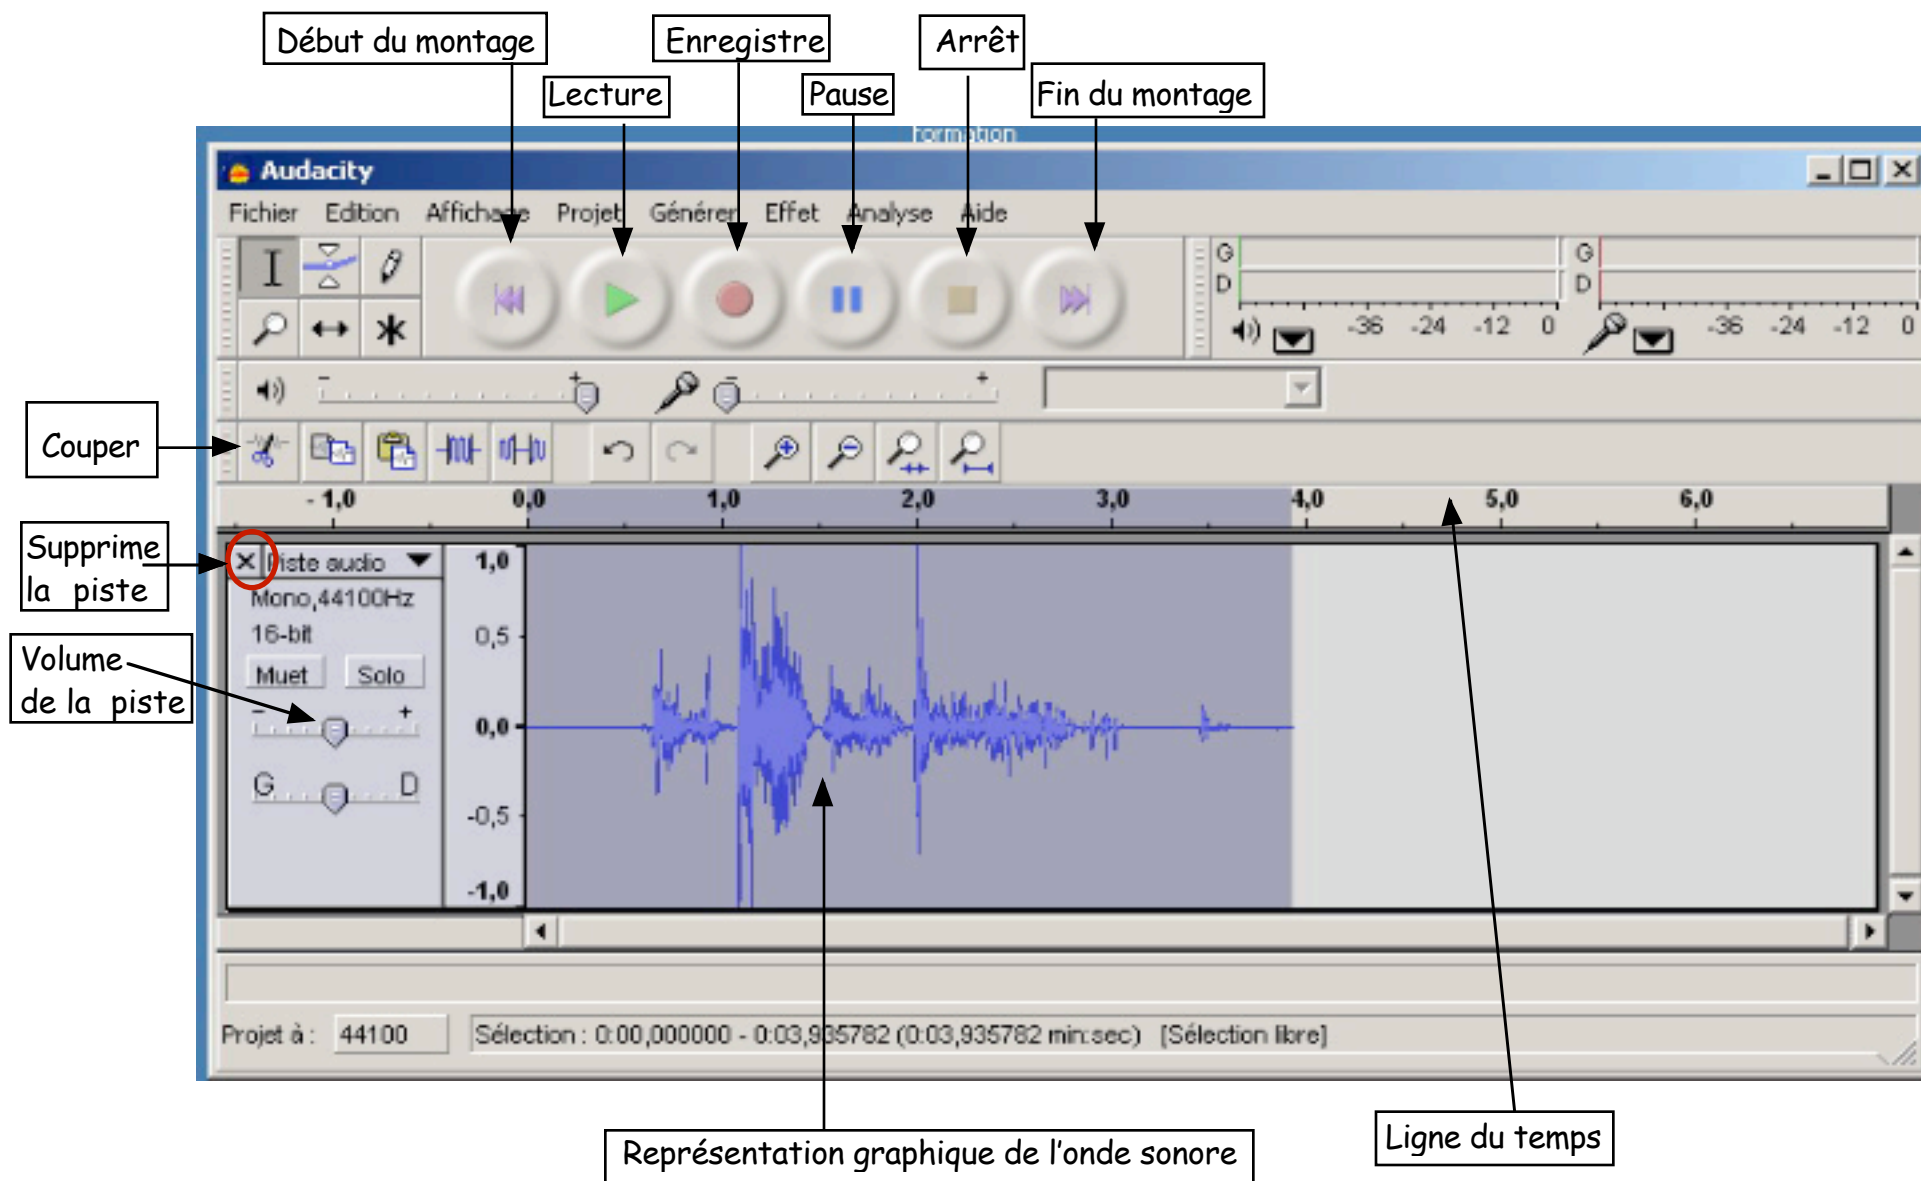 Début du montage
Enregistre
Arrêt
Lecture
Pause
Fin du montage
Formation
Audacity
Fichier Edition Affichage Projet Générer Effet Analyse Aide
G
D
-36 -24 -12 0
G
D
-36 -24 -12 0
- +
- +
Couper
- 1,0 0,0 1,0 2,0 3,0 4,0 5,0 6,0
Supprime
la piste
Piste audio
Mono,44100Hz
16-bit
Muet Solo
- +
G D
Volume
de la piste
1,0
0,5
0,0
-0,5
-1,0
Projet à : 44100
Sélection : 0:00,000000 - 0:03,935782 (0:03,935782 min:sec) [Sélection libre]
Représentation graphique de l'onde sonore
Ligne du temps